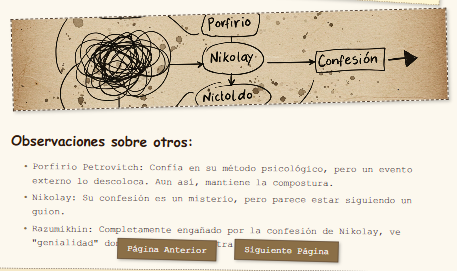 Porfirio
Nikolay
Confesión
Nicloldo
Observaciones sobre otros:
• Porfirio Petrovitch: Confía en su método psicológico, pero un evento
externo lo descoloca. Aun así, mantiene la compostura.
• Nikolay: Su confesión es un misterio, pero parece estar siguiendo un
guion.
• Razumikhin: Completamente engañado por la confesión de Nikolay, ve
"genialidad"
Página Anterior
Siguiente Página